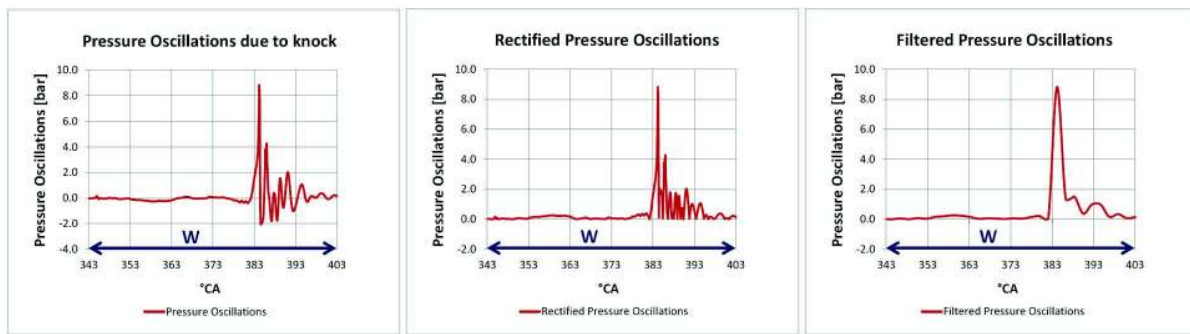 Pressure Oscillations due to knock
Pressure Oscillations [bar]
10.0
8.0
6.0
4.0
2.0
0.0
-2.0
-4.0
W
343 353 363 373 383 393 403
°CA
Pressure Oscillations
Rectified Pressure Oscillations
Pressure Oscillations [bar]
10.0
8.0
6.0
4.0
2.0
0.0
-2.0
W
343 353 363 373 383 393 403
°CA
Rectified Pressure Oscillations
Filtered Pressure Oscillations
Pressure Oscillations [bar]
10.0
8.0
6.0
4.0
2.0
0.0
-2.0
W
343 353 363 373 383 393 403
°CA
Filtered Pressure Oscillations